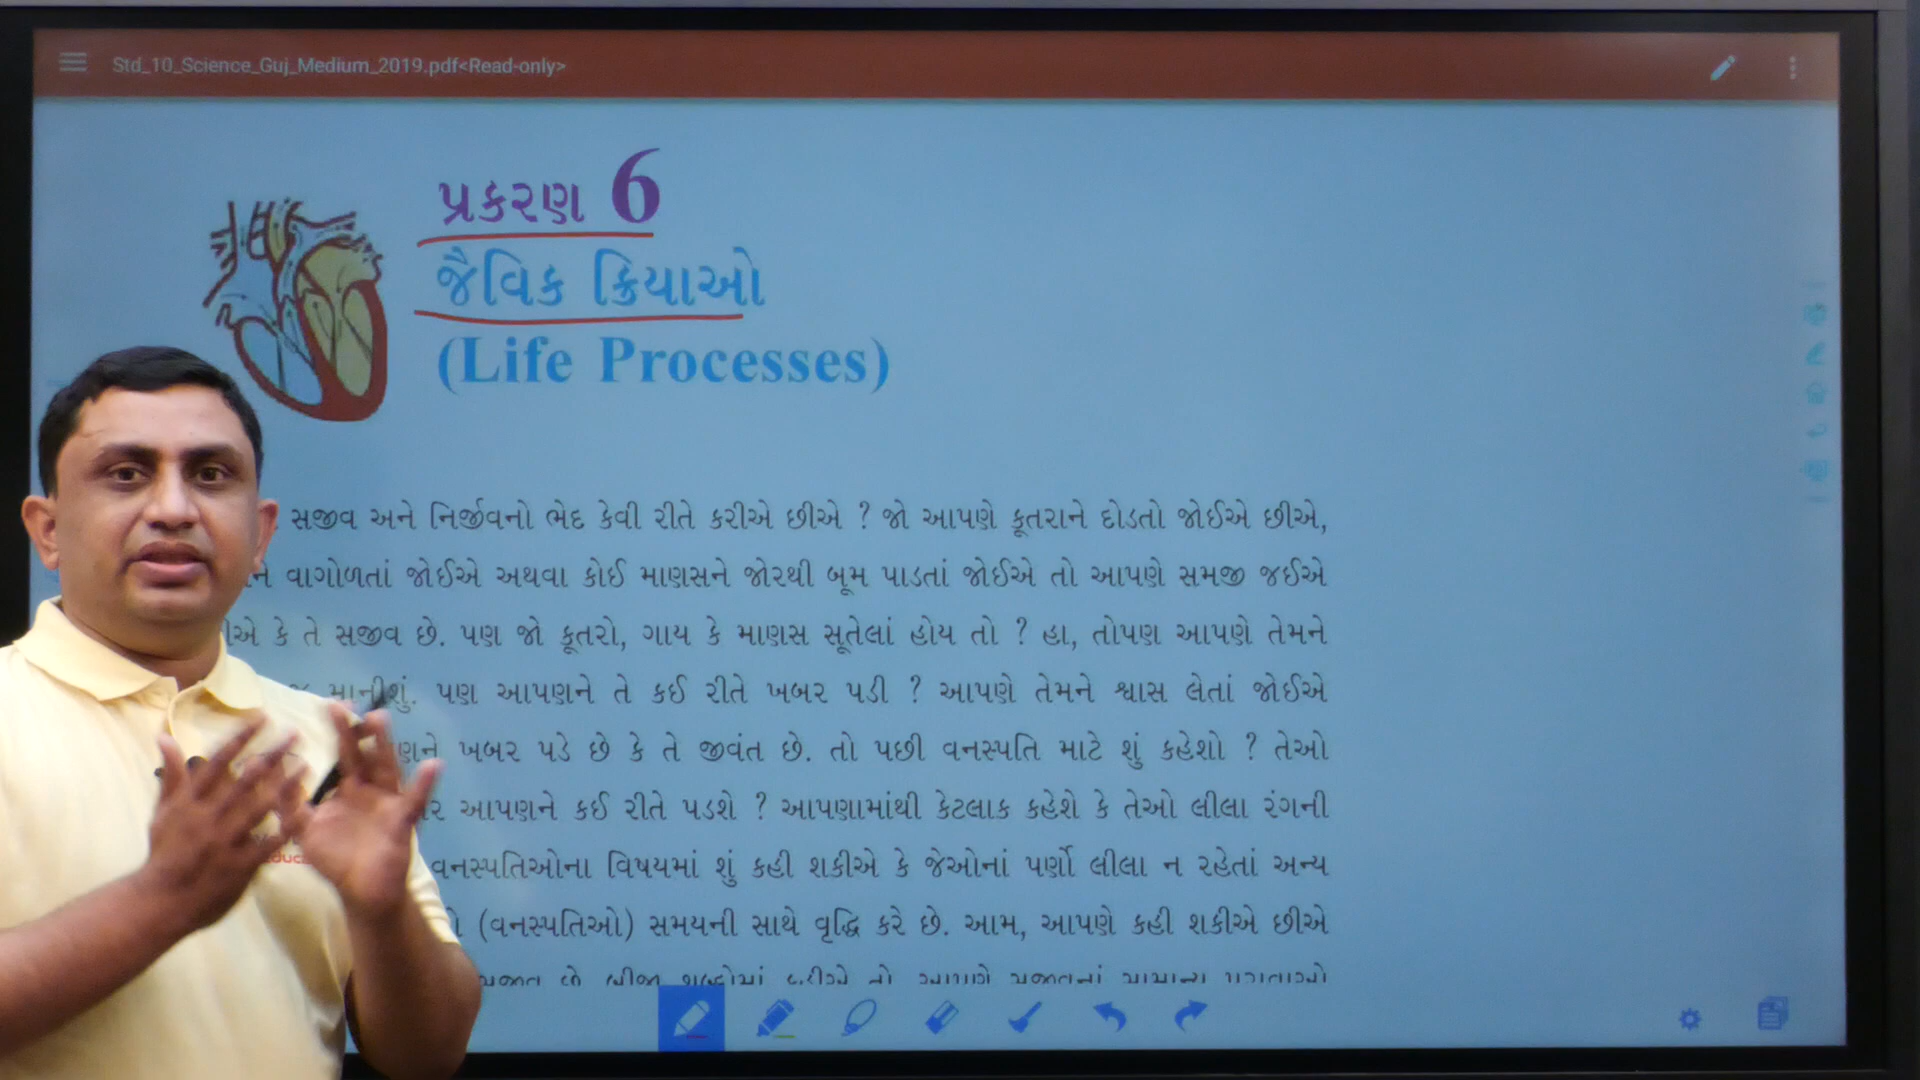 Std_10_Science_Guj_Medium_2019.pdf<Read-only>
પ્રકરણ 6
જૈવિક ક્રિયાઓ
(Life Processes)
સજીવ અને નિર્જીવનો ભેદ કેવી રીતે કરીએ છીએ ? જો આપણે કૂતરાને દોડતો જોઈએ છીએ,
વાગોળતાં જોઈએ અથવા કોઈ માણસને જોરથી બૂમ પાડતાં જોઈએ તો આપણે સમજી જઈએ
કે તે સજીવ છે. પણ જો કૂતરો, ગાય કે માણસ સૂતેલાં હોય તો ? હા, તોપણ આપણે તેમને
માનીશું. પણ આપણને તે કઈ રીતે ખબર પડી ? આપણે તેમને શ્વાસ લેતાં જોઈએ
ખબર પડે છે કે તે જીવંત છે. તો પછી વનસ્પતિ માટે શું કહેશો ? તેઓ
આપણને કઈ રીતે પડશે ? આપણામાંથી કેટલાક કહેશે કે તેઓ લીલા રંગની
વનસ્પતિઓના વિષયમાં શું કહી શકીએ કે જેઓનાં પર્ણો લીલા ન રહેતાં અન્ય
(વનસ્પતિઓ) સમયની સાથે વૃદ્ધિ કરે છે. આમ, આપણે કહી શકીએ છીએ